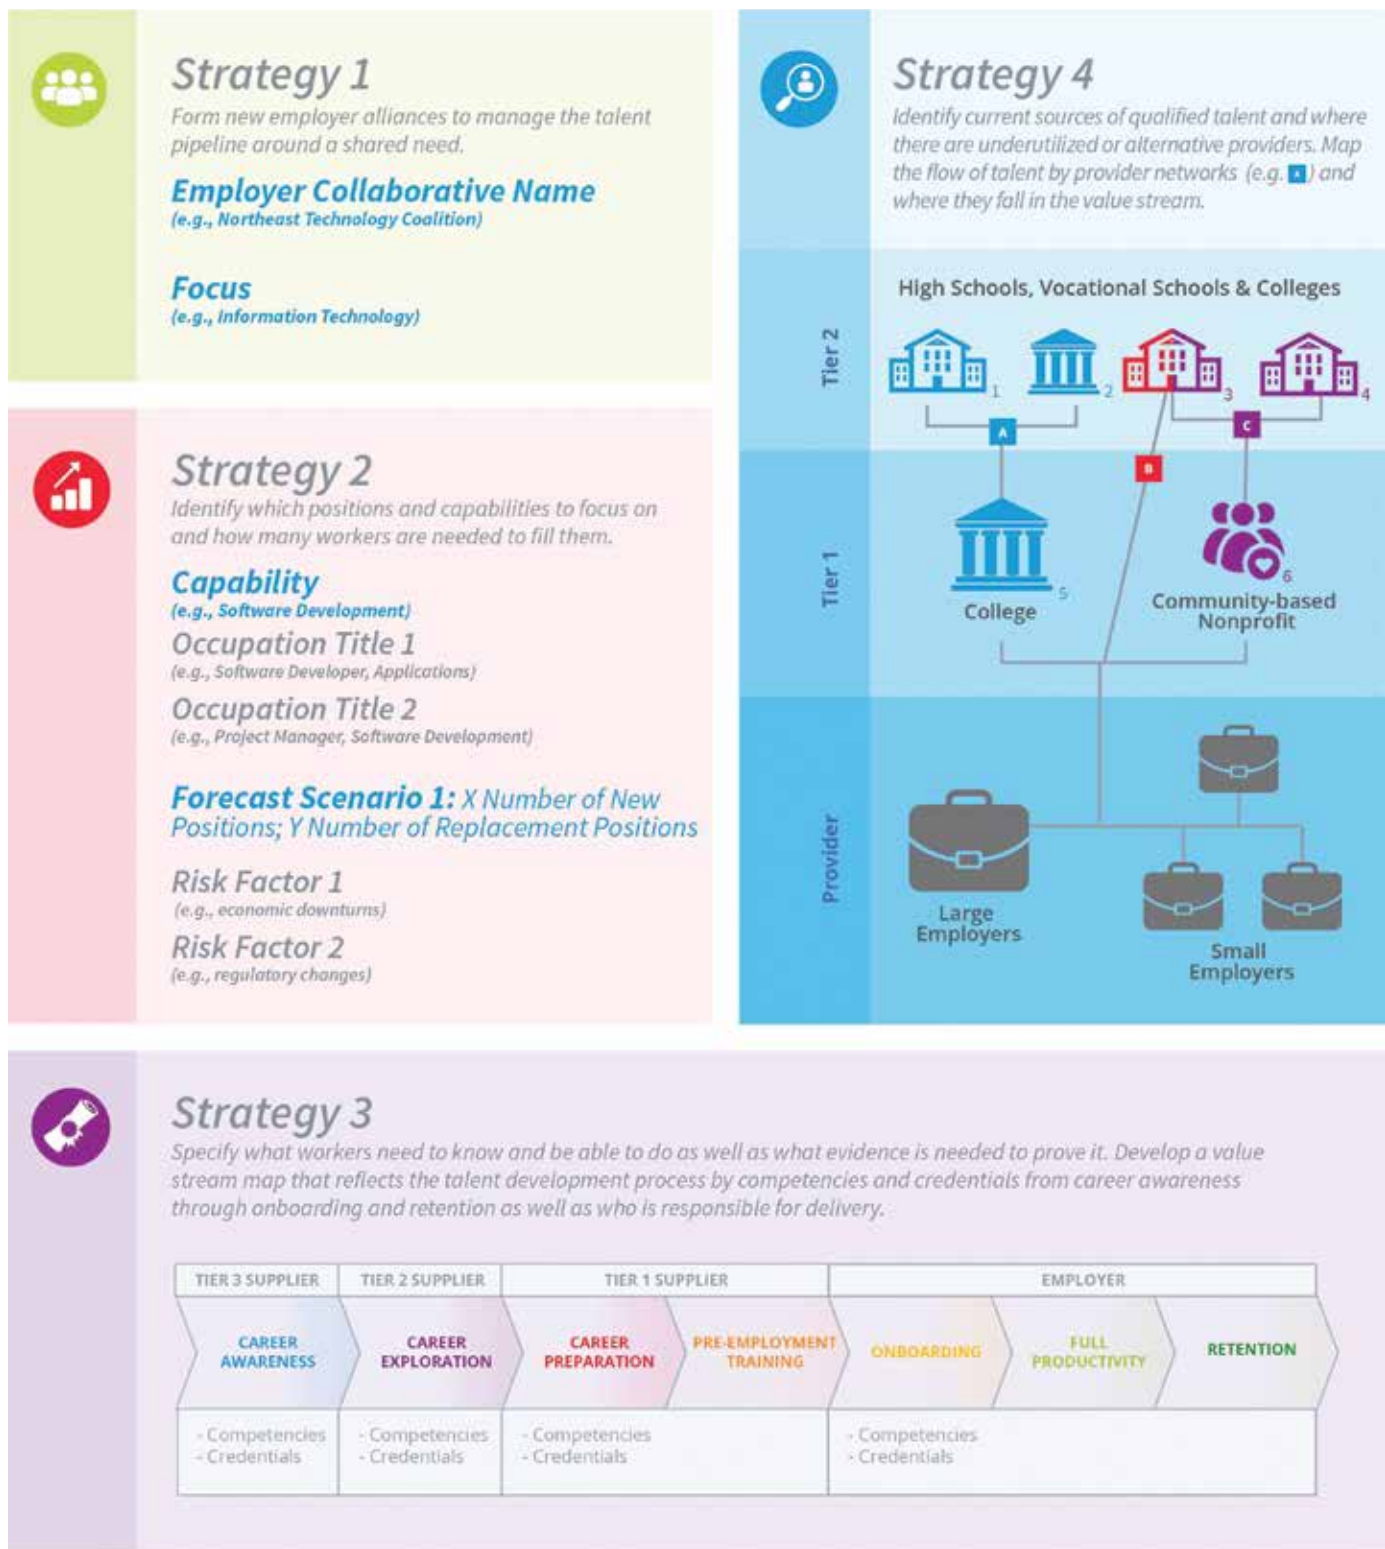 Strategy 1
Form new employer alliances to manage the talent
pipeline around a shared need.
Employer Collaborative Name
(e.g., Northeast Technology Coalition)
Focus
(e.g., Information Technology)
Strategy 2
Identify which positions and capabilities to focus on
and how many workers are needed to fill them.
Capability
(e.g., Software Development)
Occupation Title 1
(e.g., Software Developer, Applications)
Occupation Title 2
(e.g., Project Manager, Software Development)
Forecast Scenario 1: X Number of New
Positions; Y Number of Replacement Positions
Risk Factor 1
(e.g., economic downturns)
Risk Factor 2
(e.g., regulatory changes)
Strategy 4
Identify current sources of qualified talent and where
there are underutilized or alternative providers. Map
the flow of talent by provider networks (e.g. A) and
where they fall in the value stream.
Tier 2
High Schools, Vocational Schools & Colleges
1
2
3
4
A
C
B
Tier 1
5
College
6
Community-based
Nonprofit
Provider
Large
Employers
Small
Employers
Strategy 3
Specify what workers need to know and be able to do as well as what evidence is needed to prove it. Develop a value
stream map that reflects the talent development process by competencies and credentials from career awareness
through onboarding and retention as well as who is responsible for delivery.
TIER 3 SUPPLIER
TIER 2 SUPPLIER
TIER 1 SUPPLIER
EMPLOYER
CAREER
AWARENESS
CAREER
EXPLORATION
CAREER
PREPARATION
PRE-EMPLOYMENT
TRAINING
ONBOARDING
FULL
PRODUCTIVITY
RETENTION
- Competencies
- Credentials
- Competencies
- Credentials
- Competencies
- Credentials
- Competencies
- Credentials